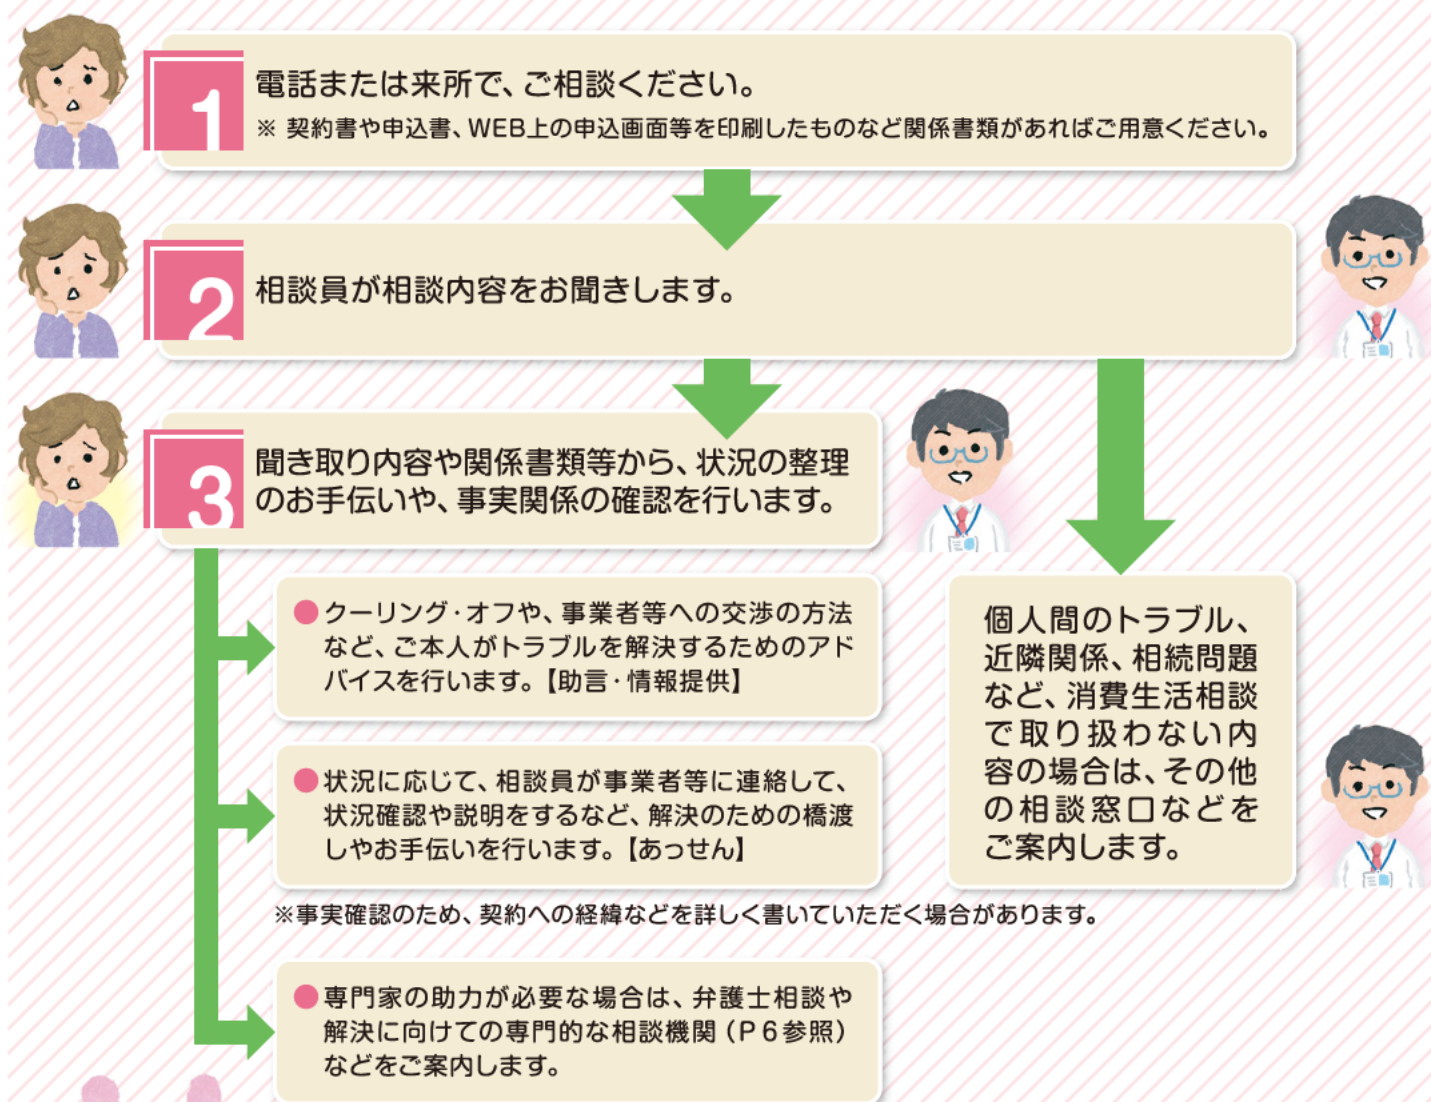 1
電話または来所で、ご相談ください。
※ 契約書や申込書、WEB上の申込画面等を印刷したものなど関係書類があればご用意ください。
2
相談員が相談内容をお聞きします。
3
聞き取り内容や関係書類等から、状況の整理
のお手伝いや、事実関係の確認を行います。
●クーリング・オフや、事業者等への交渉の方法
など、ご本人がトラブルを解決するためのアド
バイスを行います。【助言・情報提供】
●状況に応じて、相談員が事業者等に連絡して、
状況確認や説明をするなど、解決のための橋渡
しやお手伝いを行います。【あっせん】
※事実確認のため、契約への経緯などを詳しく書いていただく場合があります。
●専門家の助力が必要な場合は、弁護士相談や
解決に向けての専門的な相談機関（P6参照）
などをご案内します。
個人間のトラブル、
近隣関係、相続問題
など、消費生活相談
で取り扱わない内
容の場合は、その他
の相談窓口などを
ご案内します。